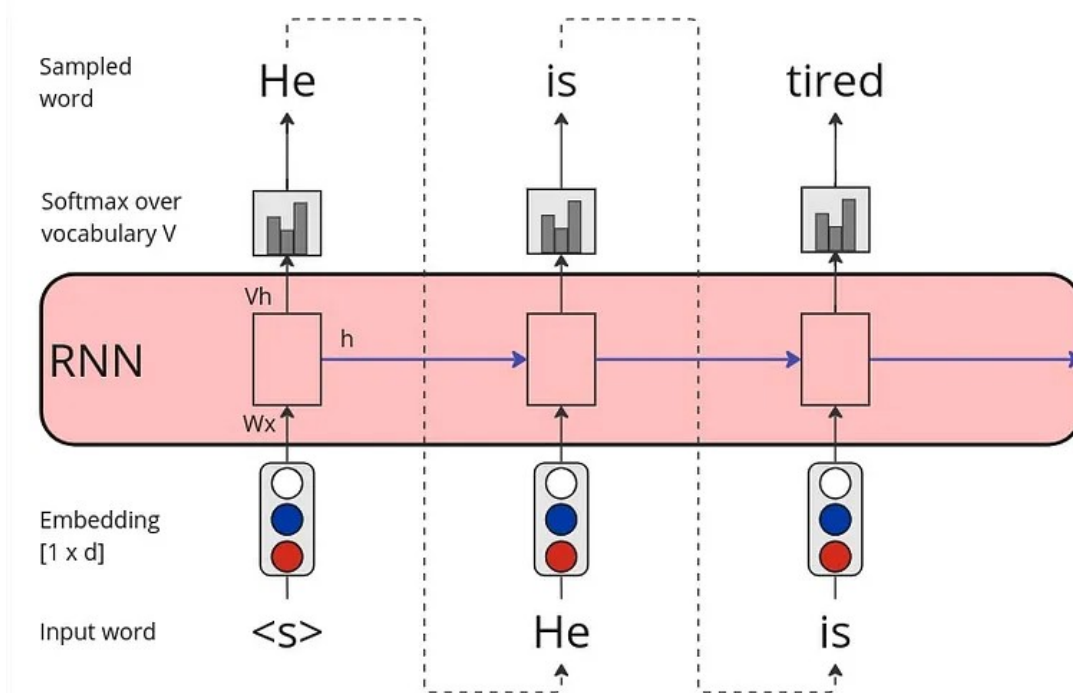 Sampled
word
He
is
tired
Softmax over
vocabulary V
Vh
h
RNN
Wx
Embedding
[1 x d]
Input word
<s>
He
is